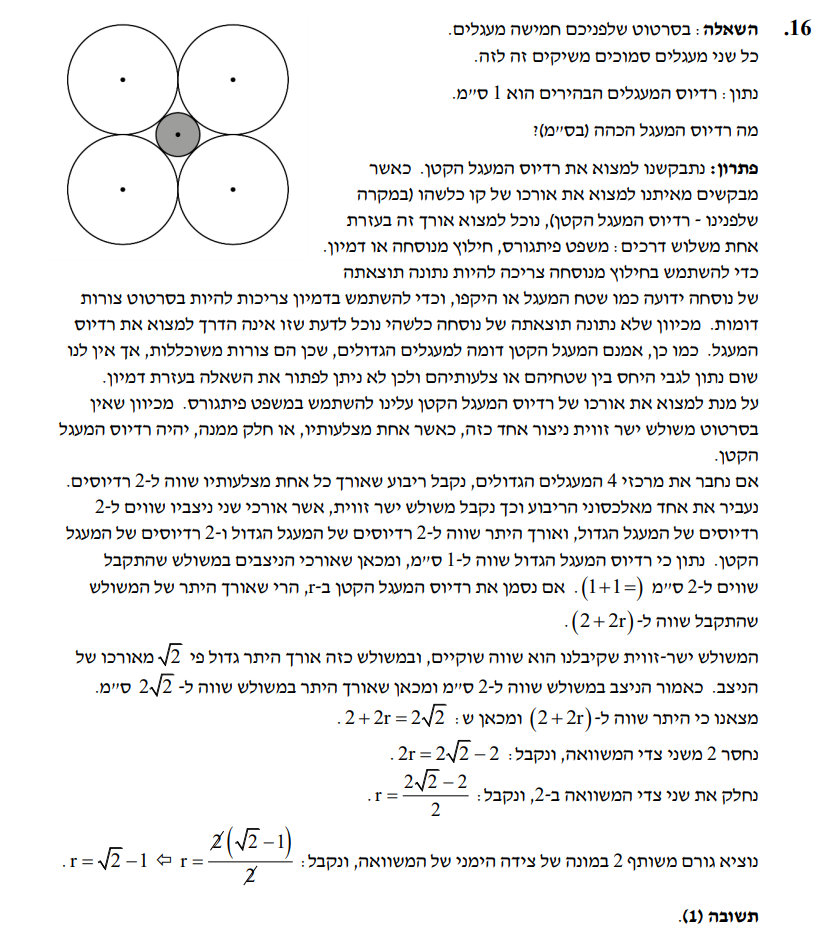 16. השאלה: בסרטוט שלפניכם חמישה מעגלים.
כל שני מעגלים סמוכים משיקים זה לזה.
נתון: רדיוס המעגלים הבהירים הוא 1 ס״מ.
מה רדיוס המעגל הכהה (בס״מ)?
פתרון: נתבקשנו למצוא את רדיוס המעגל הקטן. כאשר
מבקשים מאיתנו למצוא את אורכו של קו כלשהו (במקרה
שלפנינו - רדיוס המעגל הקטן), נוכל למצוא אורך זה בעזרת
אחת משלוש דרכים: משפט פיתגורס, חילוץ מנוסחה או דמיון.
כדי להשתמש בחילוץ מנוסחה צריכה להיות נתונה תוצאתה
של נוסחה ידועה כמו שטח המעגל או היקפו, וכדי להשתמש בדמיון צריכות להיות בסרטוט צורות
דומות. מכיוון שלא נתונה תוצאתה של נוסחה כלשהי נוכל לדעת שזו אינה הדרך למצוא את רדיוס
המעגל. כמו כן, אמנם המעגל הקטן דומה למעגלים הגדולים, שכן הם צורות משוכללות, אך אין לנו
שום נתון לגבי היחס בין שטחיהם או צלעותיהם ולכן לא ניתן לפתור את השאלה בעזרת דמיון.
על מנת למצוא את אורכו של רדיוס המעגל הקטן עלינו להשתמש במשפט פיתגורס. מכיוון שאין
בסרטוט משולש ישר זווית ניצור אחד כזה, כאשר אחת מצלעותיו, או חלק ממנה, יהיה רדיוס המעגל
הקטן.
אם נחבר את מרכזי 4 המעגלים הגדולים, נקבל ריבוע שאורך כל אחת מצלעותיו שווה ל-2 רדיוסים.
נעביר את אחד מאלכסוני הריבוע וכך נקבל משולש ישר זווית, אשר אורכי שני ניצביו שווים ל-2
רדיוסים של המעגל הגדול, ואורך היתר שווה ל-2 רדיוסים של המעגל הגדול ו-2 רדיוסים של המעגל
הקטן. נתון כי רדיוס המעגל הגדול שווה ל-1 ס״מ, ומכאן שאורכי הניצבים במשולש שהתקבל
שווים ל-2 ס״מ (=1+1). אם נסמן את רדיוס המעגל הקטן ב-r, הרי שאורך היתר של המשולש
שהתקבל שווה ל-(2+2r).
המשולש ישר-זווית שקיבלנו הוא שווה שוקיים, ובמשולש כזה אורך היתר גדול פי √2 מאורכו של
הניצב. כאמור הניצב במשולש שווה ל-2 ס״מ ומכאן שאורך היתר במשולש שווה ל- 2√2 ס״מ.
מצאנו כי היתר שווה ל-(2+2r) ומכאן ש: 2+2r = 2√2.
נחסר 2 משני צדי המשוואה, ונקבל: 2r = 2√2 − 2.
נחלק את שני צדי המשוואה ב-2, ונקבל: r = (2√2 − 2)/2.
נוציא גורם משותף 2 במונה של צידה הימני של המשוואה, ונקבל: r = 2(√2 −1)/2 ⇦ r = √2 −1.
תשובה (1).